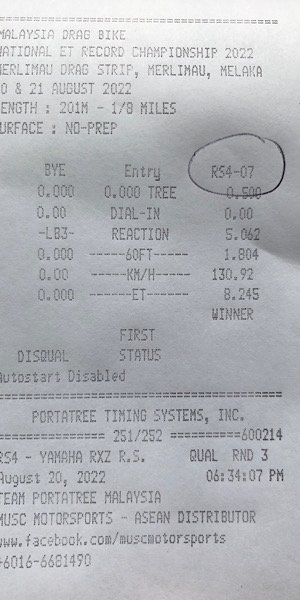 ===============================
MALAYSIA DRAG BIKE
NATIONAL ET RECORD CHAMPIONSHIP 2022
MERLIMAU DRAG STRIP, MERLIMAU, MELAKA
0 & 21 AUGUST 2022
ENGTH : 201M - 1/8 MILES
URFACE : NO-PREP
BYE Entry RS4-07
0.000 0.000 TREE 0.500
0.00 DIAL-IN 0.00
-LB3- REACTION 5.062
0.000 ------60FT----- 1.804
0.00 -----KM/H----- 130.92
0.000 ------ET------- 8.245
WINNER
FIRST
DISQUAL STATUS
Autostart Disabled
===============================
PORTATREE TIMING SYSTEMS, INC.
=========== 251/252 =========600214
RS4 - YAMAHA RXZ R.S. QUAL RND 3
August 20, 2022 06:34:07 PM
TEAM PORTATREE MALAYSIA
MUSC MOTORSPORTS - ASEAN DISTRIBUTOR
www.facebook.com/muscmotorsports
+6016-6681490